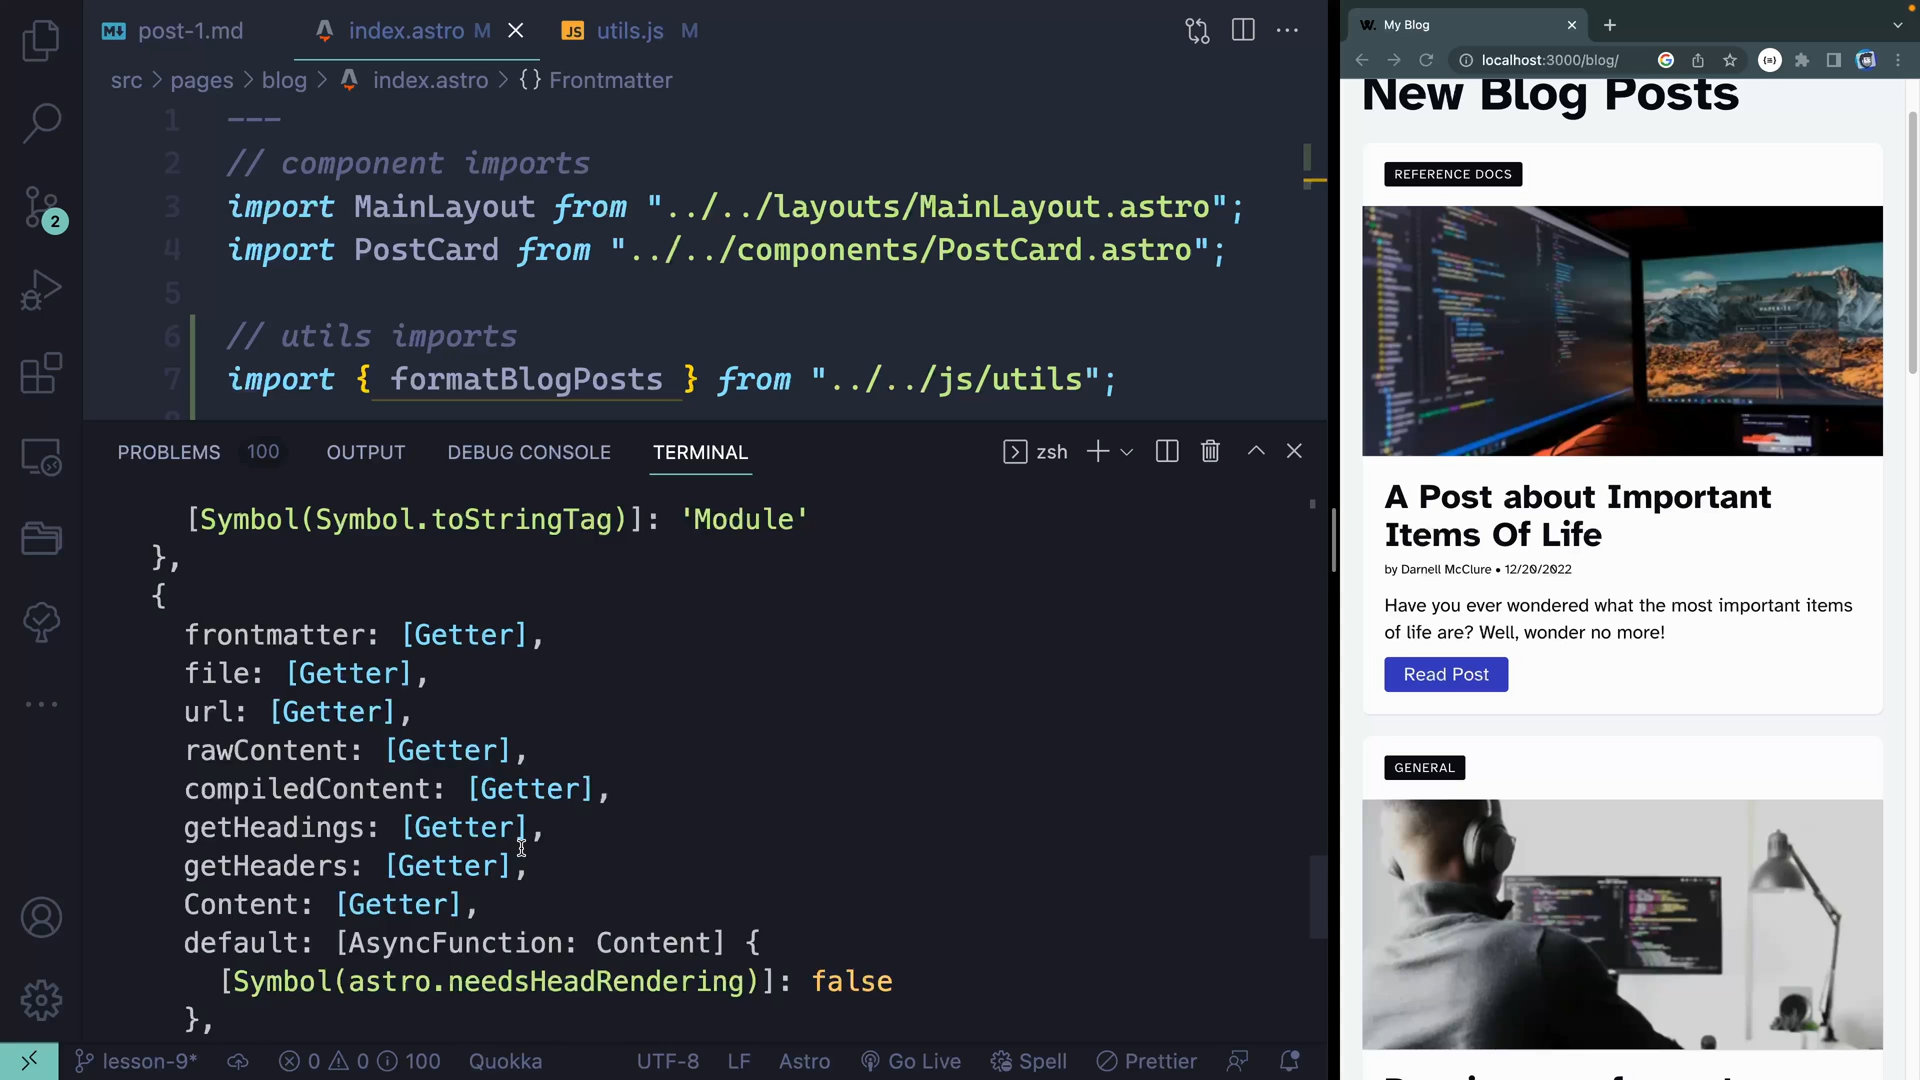 post-1.md
index.astro M
JS utils.js M
src > pages > blog > index.astro > {} Frontmatter
1 ---
2 // component imports
3 import MainLayout from "../../layouts/MainLayout.astro";
4 import PostCard from "../../components/PostCard.astro";
5
6 // utils imports
7 import { formatBlogPosts } from "../../js/utils";
2
PROBLEMS 100 OUTPUT DEBUG CONSOLE TERMINAL zsh
[Symbol(Symbol.toStringTag)]: 'Module'
},
{
frontmatter: [Getter],
file: [Getter],
url: [Getter],
rawContent: [Getter],
compiledContent: [Getter],
getHeadings: [Getter],
getHeaders: [Getter],
Content: [Getter],
default: [AsyncFunction: Content] {
[Symbol(astro.needsHeadRendering)]: false
},
lesson-9* 0 0 100 Quokka UTF-8 LF Astro Go Live Spell Prettier
W. My Blog
localhost:3000/blog/
New Blog Posts
REFERENCE DOCS
A Post about Important
Items Of Life
by Darnell McClure • 12/20/2022
Have you ever wondered what the most important items
of life are? Well, wonder no more!
Read Post
GENERAL